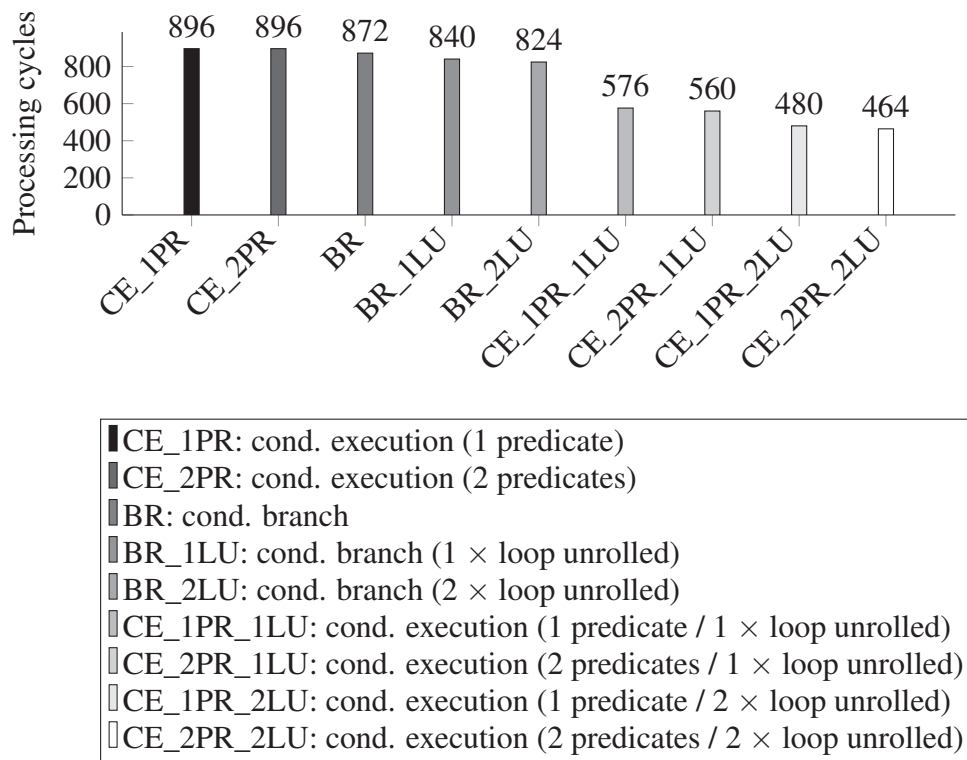 896 896 872 840 824 576 560 480 464
Processing cycles
800
600
400
200
0
CE_1PR
CE_2PR
BR
BR_1LU
BR_2LU
CE_1PR_1LU
CE_2PR_1LU
CE_1PR_2LU
CE_2PR_2LU
CE_1PR: cond. execution (1 predicate)
CE_2PR: cond. execution (2 predicates)
BR: cond. branch
BR_1LU: cond. branch (1 × loop unrolled)
BR_2LU: cond. branch (2 × loop unrolled)
CE_1PR_1LU: cond. execution (1 predicate / 1 × loop unrolled)
CE_2PR_1LU: cond. execution (2 predicates / 1 × loop unrolled)
CE_1PR_2LU: cond. execution (1 predicate / 2 × loop unrolled)
CE_2PR_2LU: cond. execution (2 predicates / 2 × loop unrolled)